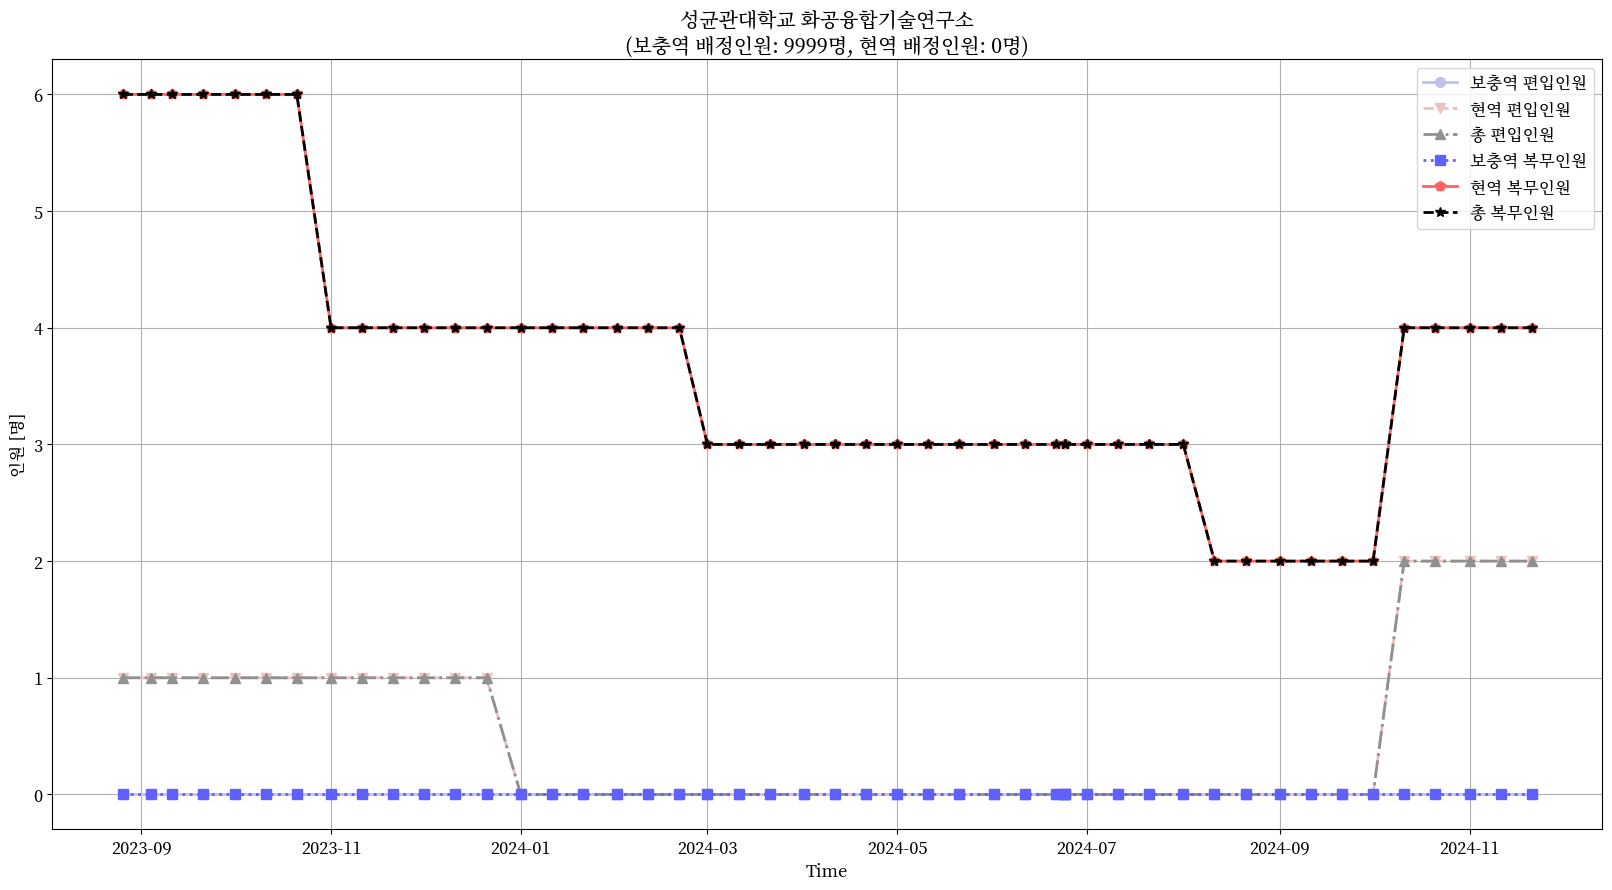 성균관대학교 화공융합기술연구소
(보충역 배정인원: 9999명, 현역 배정인원: 0명)
보충역 편입인원
현역 편입인원
총 편입인원
보충역 복무인원
현역 복무인원
총 복무인원
인원 [명]
6
5
4
3
2
1
0
2023-09
2023-11
2024-01
2024-03
2024-05
2024-07
2024-09
2024-11
Time